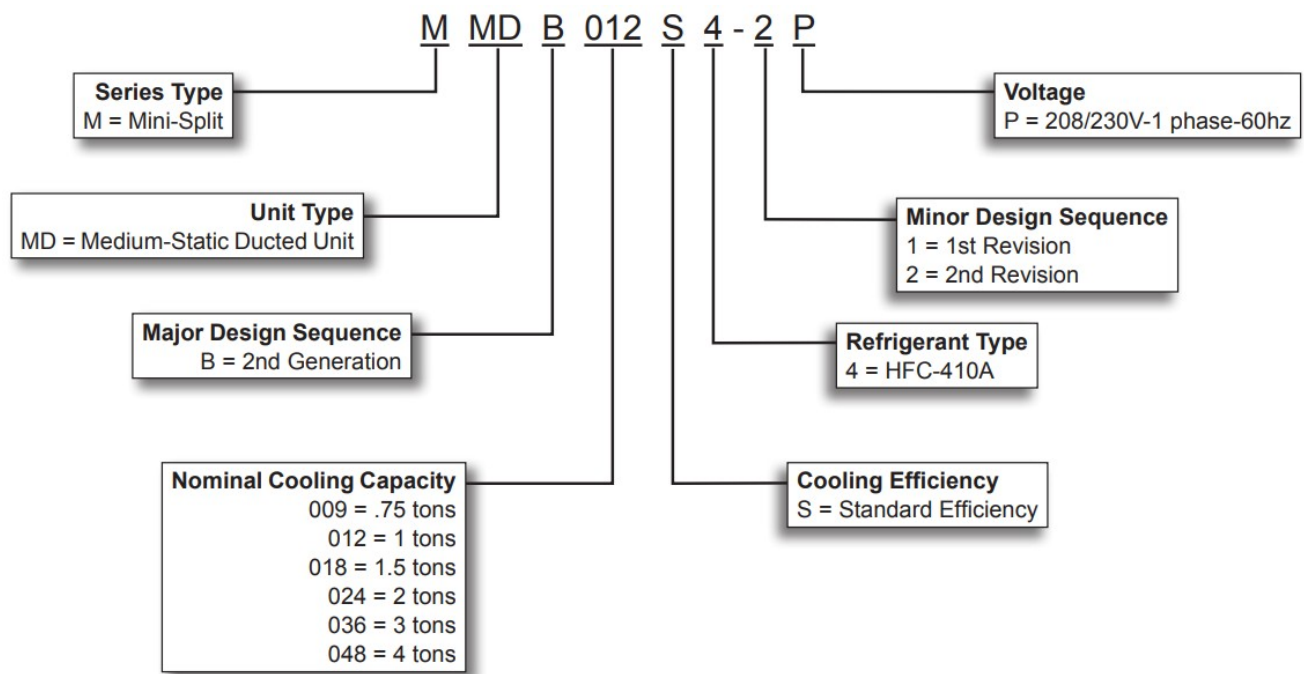 M MD B 012 S 4 - 2 P
Series Type
M = Mini-Split
Voltage
P = 208/230V-1 phase-60hz
Unit Type
MD = Medium-Static Ducted Unit
Minor Design Sequence
1 = 1st Revision
2 = 2nd Revision
Major Design Sequence
B = 2nd Generation
Refrigerant Type
4 = HFC-410A
Nominal Cooling Capacity
009 = .75 tons
012 = 1 tons
018 = 1.5 tons
024 = 2 tons
036 = 3 tons
048 = 4 tons
Cooling Efficiency
S = Standard Efficiency